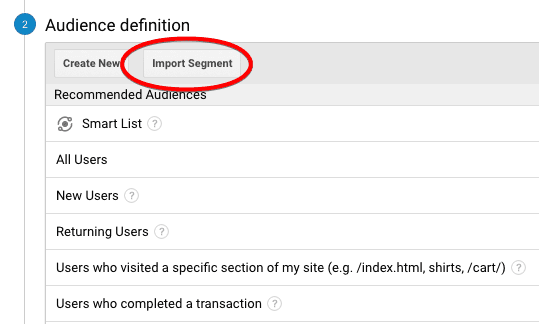 2 Audience definition
Create New Import Segment
Recommended Audiences
Smart List ?
All Users
New Users ?
Returning Users ?
Users who visited a specific section of my site (e.g. /index.html, shirts, /cart/) ?
Users who completed a transaction ?